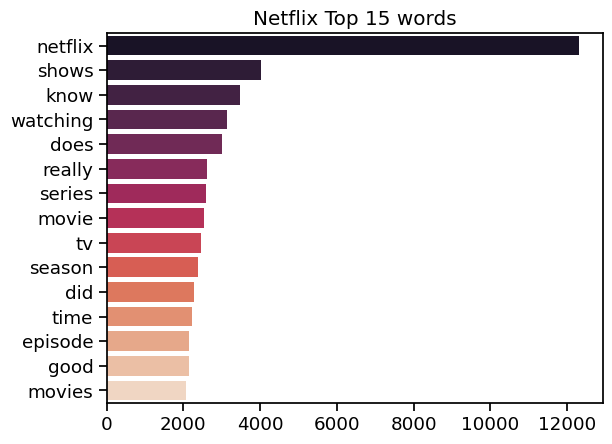 Netflix Top 15 words
netflix
shows
know
watching
does
really
series
movie
tv
season
did
time
episode
good
movies
0 2000 4000 6000 8000 10000 12000